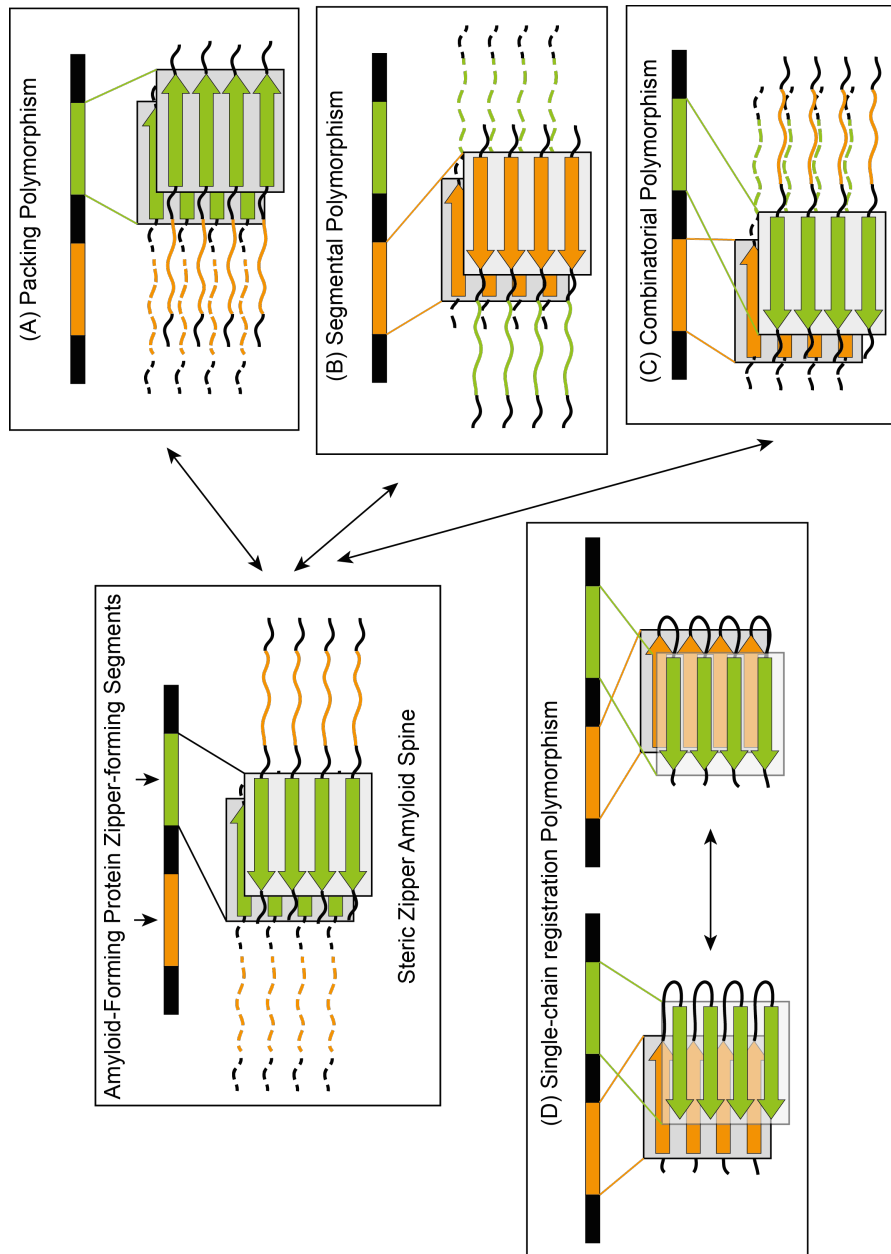 Amyloid-Forming Protein Zipper-forming Segments
Steric Zipper Amyloid Spine
(A) Packing Polymorphism
(B) Segmental Polymorphism
(C) Combinatorial Polymorphism
(D) Single-chain registration Polymorphism